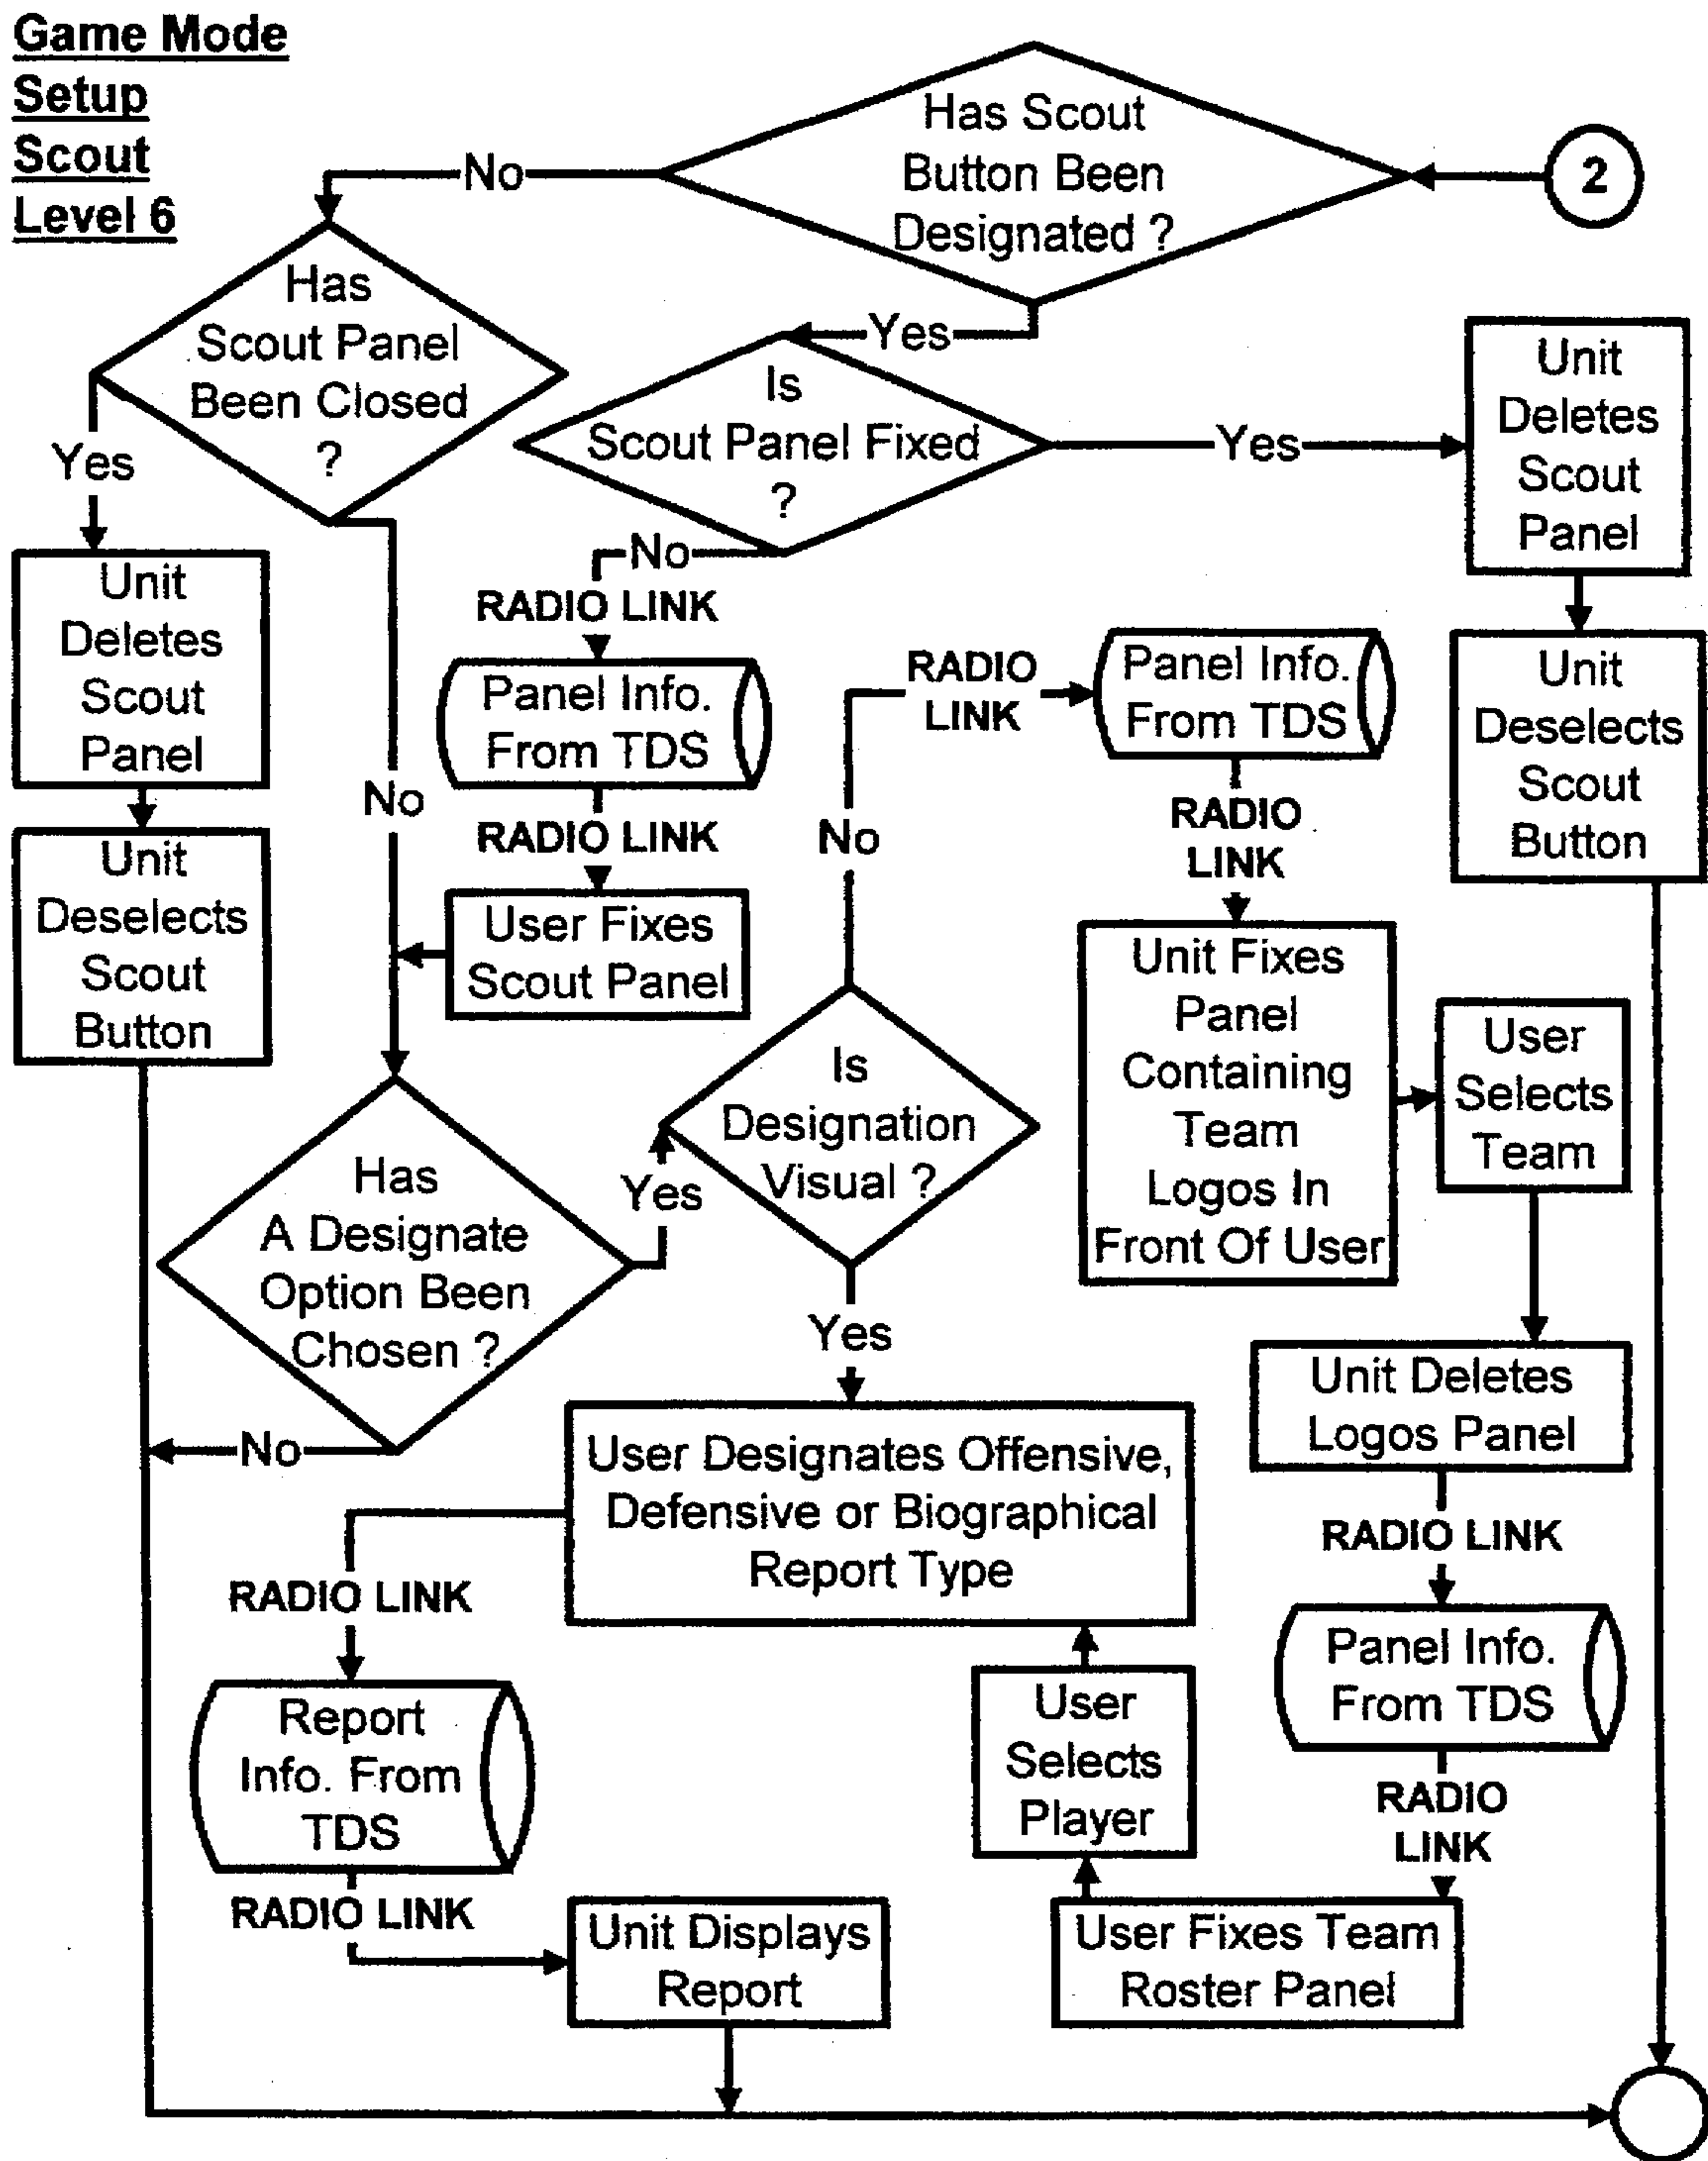 Game Mode
Setup
Scout
Level 6
Has Scout
Button Been
Designated ?
2
No
Has
Scout Panel
Been Closed
?
Yes
Is
Scout Panel Fixed
?
Yes
Unit
Deletes
Scout
Panel
Yes
No
RADIO LINK
Unit
Deletes
Scout
Panel
Panel Info.
From TDS
RADIO
LINK
Panel Info.
From TDS
Unit
Deselects
Scout
Button
No
RADIO LINK
No
RADIO
LINK
Unit
Deselects
Scout
Button
User Fixes
Scout Panel
Unit Fixes
Panel
Containing
Team
Logos In
Front Of User
User
Selects
Team
Is
Designation
Visual ?
Has
A Designate
Option Been
Chosen ?
Yes
Yes
No
Unit Deletes
Logos Panel
User Designates Offensive,
Defensive or Biographical
Report Type
RADIO LINK
RADIO LINK
Panel Info.
From TDS
Report
Info. From
TDS
User
Selects
Player
RADIO
LINK
RADIO LINK
Unit Displays
Report
User Fixes Team
Roster Panel